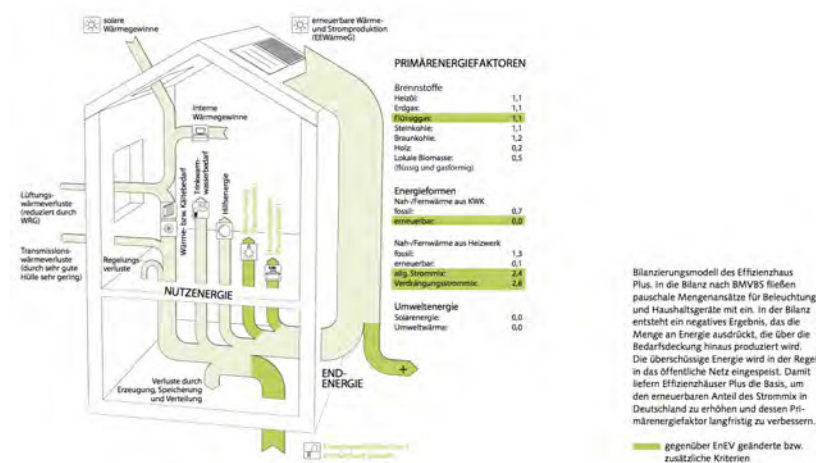 solare
Wärmegewinne
erneuerbare Wärme-
und Stromproduktion
(EEWärmeG)
Interne
Wärmegewinne
Lüftungs-
wärmeverluste
(reduziert durch
WRG)
Transmissions-
wärmeverluste
(durch sehr gute
Hülle sehr gering)
Regelungs-
verluste
Wärme- bzw. Kältebedarf
Trinkwarm-
wasserbedarf
Hilfsenergie
NUTZENERGIE
Verluste durch
Erzeugung, Speicherung
und Verteilung
END-
ENERGIE
+
PRIMÄRENERGIEFAKTOREN
Brennstoffe
Heizöl: 1,1
Erdgas: 1,1
Flüssiggas: 1,1
Steinkohle: 1,1
Braunkohle: 1,2
Holz: 0,2
Lokale Biomasse: 0,5
(flüssig und gasförmig)
Energieformen
Nah-/Fernwärme aus KWK
fossil: 0,7
erneuerbar: 0,0
Nah-/Fernwärme aus Heizwerk
fossil: 1,3
erneuerbar: 0,1
allg. Strommix: 2,4
Verdrängungsstrommix: 2,8
Umweltenergie
Solarenergie: 0,0
Umweltwärme: 0,0
Bilanzierungsmodell des Effizienzhaus
Plus. In die Bilanz nach BMVBS fließen
pauschale Mengenansätze für Beleuchtung
und Haushaltsgeräte mit ein. In der Bilanz
entsteht ein negatives Ergebnis, das die
Menge an Energie ausdrückt, die über die
Bedarfsdeckung hinaus produziert wird.
Die überschüssige Energie wird in der Regel
in das öffentliche Netz eingespeist. Damit
liefern Effizienzhäuser Plus die Basis, um
den erneuerbaren Anteil des Strommix in
Deutschland zu erhöhen und dessen Pri-
märenergiefaktor langfristig zu verbessern.
gegenüber EnEV geänderte bzw.
zusätzliche Kriterien